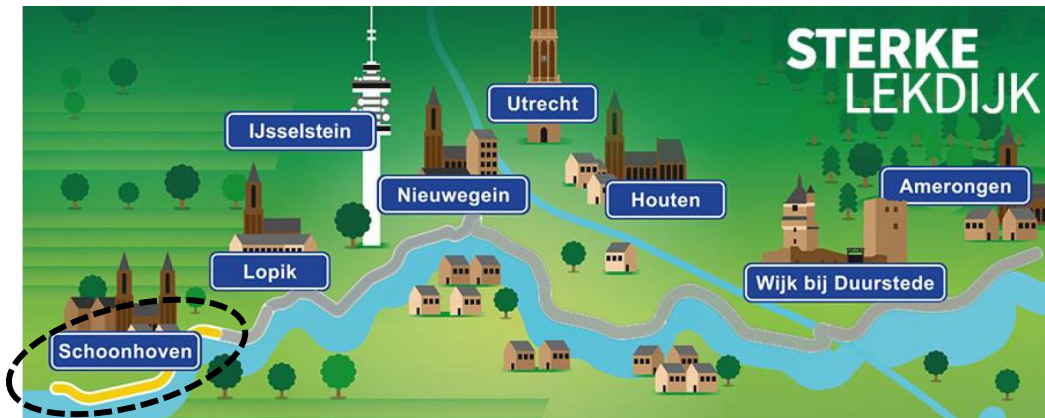 STERKE
LEKDIJK
Utrecht
IJsselstein
Nieuwegein
Houten
Amerongen
Lopik
Wijk bij Duurstede
Schoonhoven